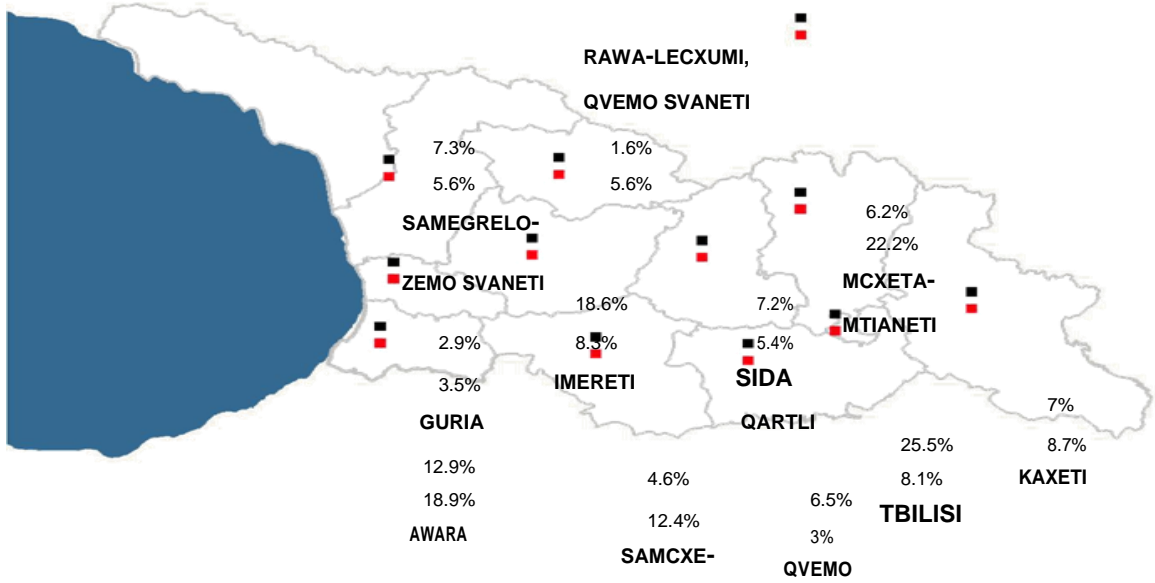 RAWA-LECXUMI,
QVEMO SVANETI
7.3%
5.6%
SAMEGRELO-
ZEMO SVANETI
1.6%
5.6%
6.2%
22.2%
MCXETA-
MTIANETI
18.6%
8.3%
IMERETI
7.2%
5.4%
SIDA
QARTLI
2.9%
3.5%
GURIA
7%
8.7%
KAXETI
12.9%
18.9%
AWARA
4.6%
12.4%
SAMCXE-
6.5%
3%
QVEMO
25.5%
8.1%
TBILISI